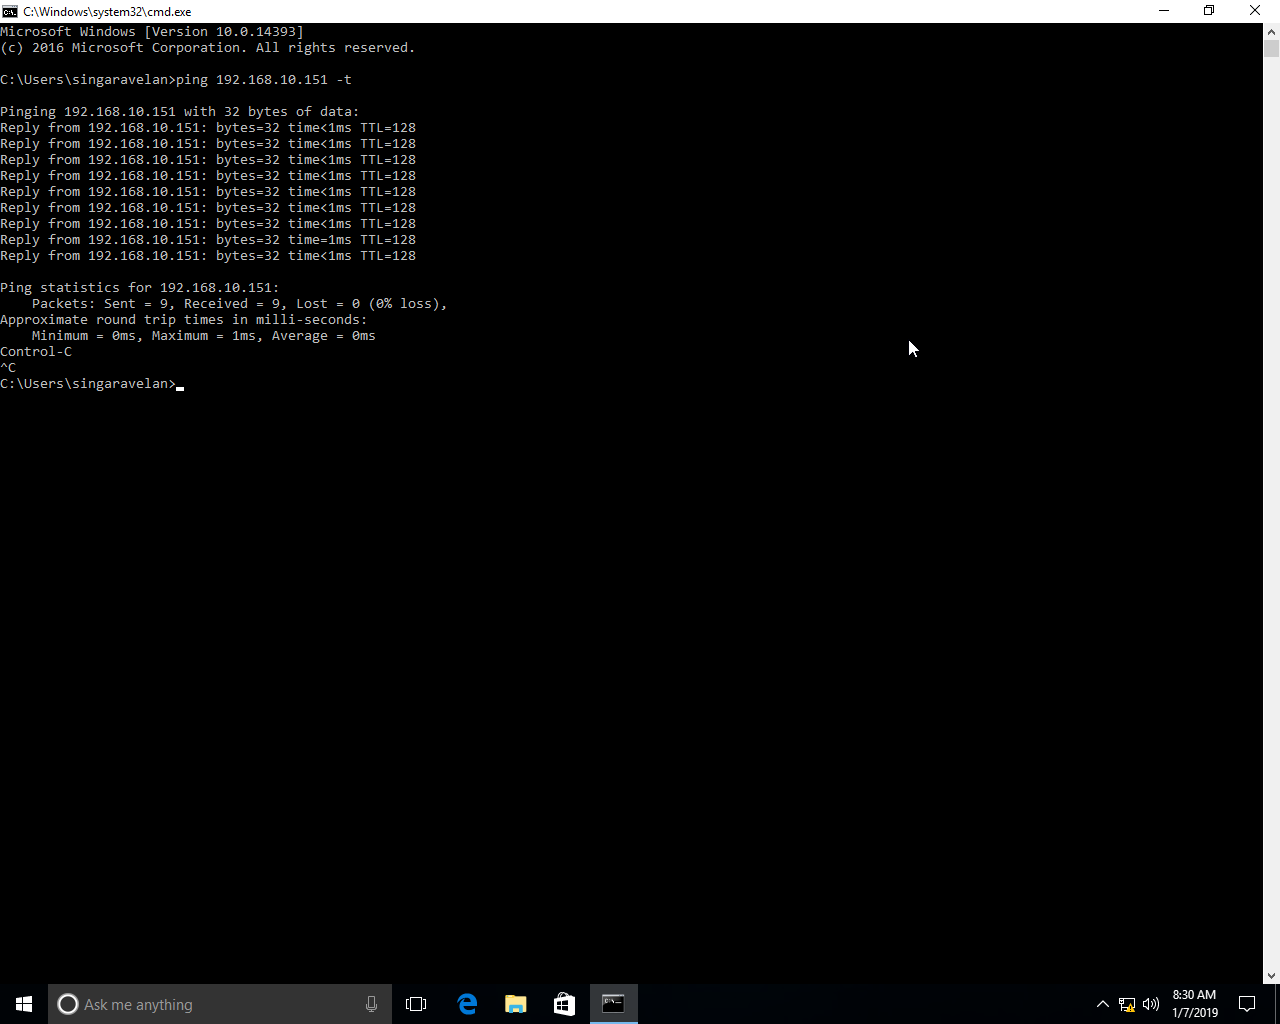 C:\Windows\system32\cmd.exe
Microsoft Windows [Version 10.0.14393]
(c) 2016 Microsoft Corporation. All rights reserved.
C:\Users\singaravelan>ping 192.168.10.151 -t
Pinging 192.168.10.151 with 32 bytes of data:
Reply from 192.168.10.151: bytes=32 time<1ms TTL=128
Reply from 192.168.10.151: bytes=32 time<1ms TTL=128
Reply from 192.168.10.151: bytes=32 time<1ms TTL=128
Reply from 192.168.10.151: bytes=32 time<1ms TTL=128
Reply from 192.168.10.151: bytes=32 time<1ms TTL=128
Reply from 192.168.10.151: bytes=32 time<1ms TTL=128
Reply from 192.168.10.151: bytes=32 time<1ms TTL=128
Reply from 192.168.10.151: bytes=32 time=1ms TTL=128
Reply from 192.168.10.151: bytes=32 time<1ms TTL=128
Ping statistics for 192.168.10.151:
    Packets: Sent = 9, Received = 9, Lost = 0 (0% loss),
Approximate round trip times in milli-seconds:
    Minimum = 0ms, Maximum = 1ms, Average = 0ms
Control-C
^C
C:\Users\singaravelan>
Ask me anything
8:30 AM
1/7/2019